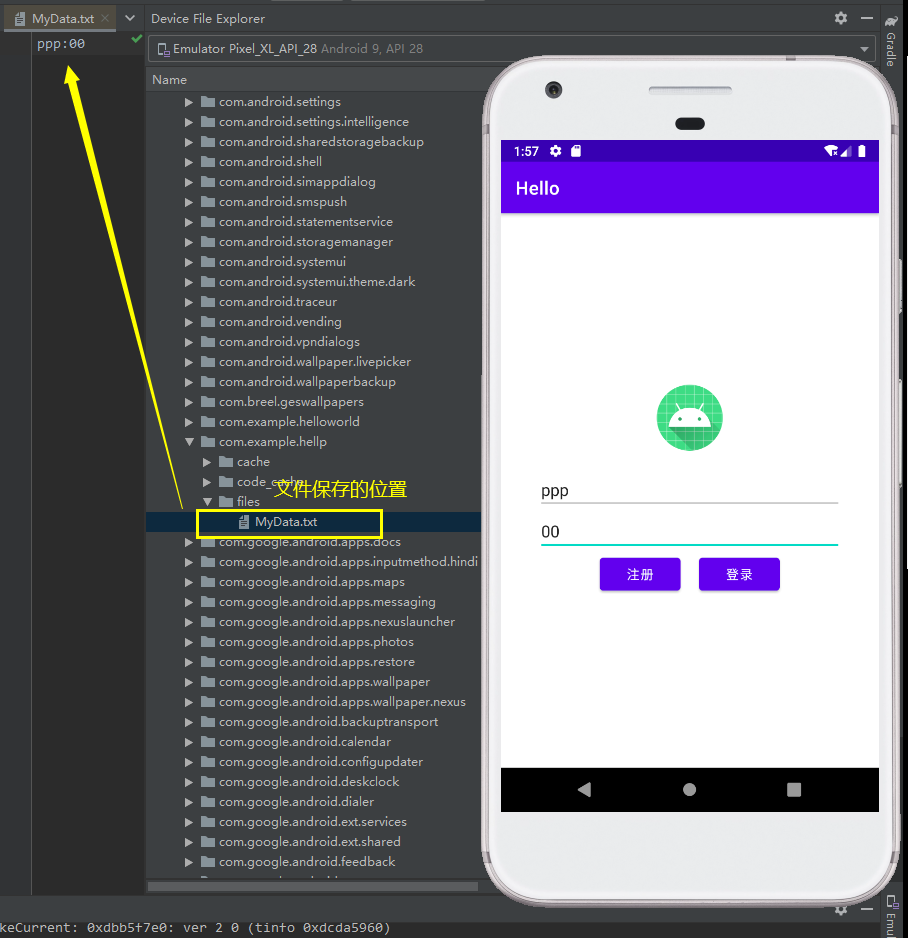 MyData.txt
Device File Explorer
ppp:00
Emulator Pixel_XL_API_28 Android 9, API 28
Gradle
Name
com.android.settings
com.android.settings.intelligence
com.android.sharedstoragebackup
com.android.shell
com.android.simappdialog
com.android.smspush
com.android.statementservice
com.android.storagemanager
com.android.systemui
com.android.systemui.theme.dark
com.android.traceur
com.android.vending
com.android.vpndialogs
com.android.wallpaper.livepicker
com.android.wallpaperbackup
com.breel.geswallpapers
com.example.helloworld
com.example.hellp
cache
code_cache
文件保存的位置
files
MyData.txt
com.google.android.apps.docs
com.google.android.apps.inputmethod.hindi
com.google.android.apps.maps
com.google.android.apps.messaging
com.google.android.apps.nexuslauncher
com.google.android.apps.photos
com.google.android.apps.restore
com.google.android.apps.wallpaper
com.google.android.apps.wallpaper.nexus
com.google.android.backuptransport
com.google.android.calendar
com.google.android.configupdater
com.google.android.deskclock
com.google.android.dialer
com.google.android.ext.services
com.google.android.ext.shared
com.google.android.feedback
1:57
Hello
ppp
00
注册 登录
Emul
keCurrent: 0xdbb5f7e0: ver 2 0 (tinfo 0xdcda5960)